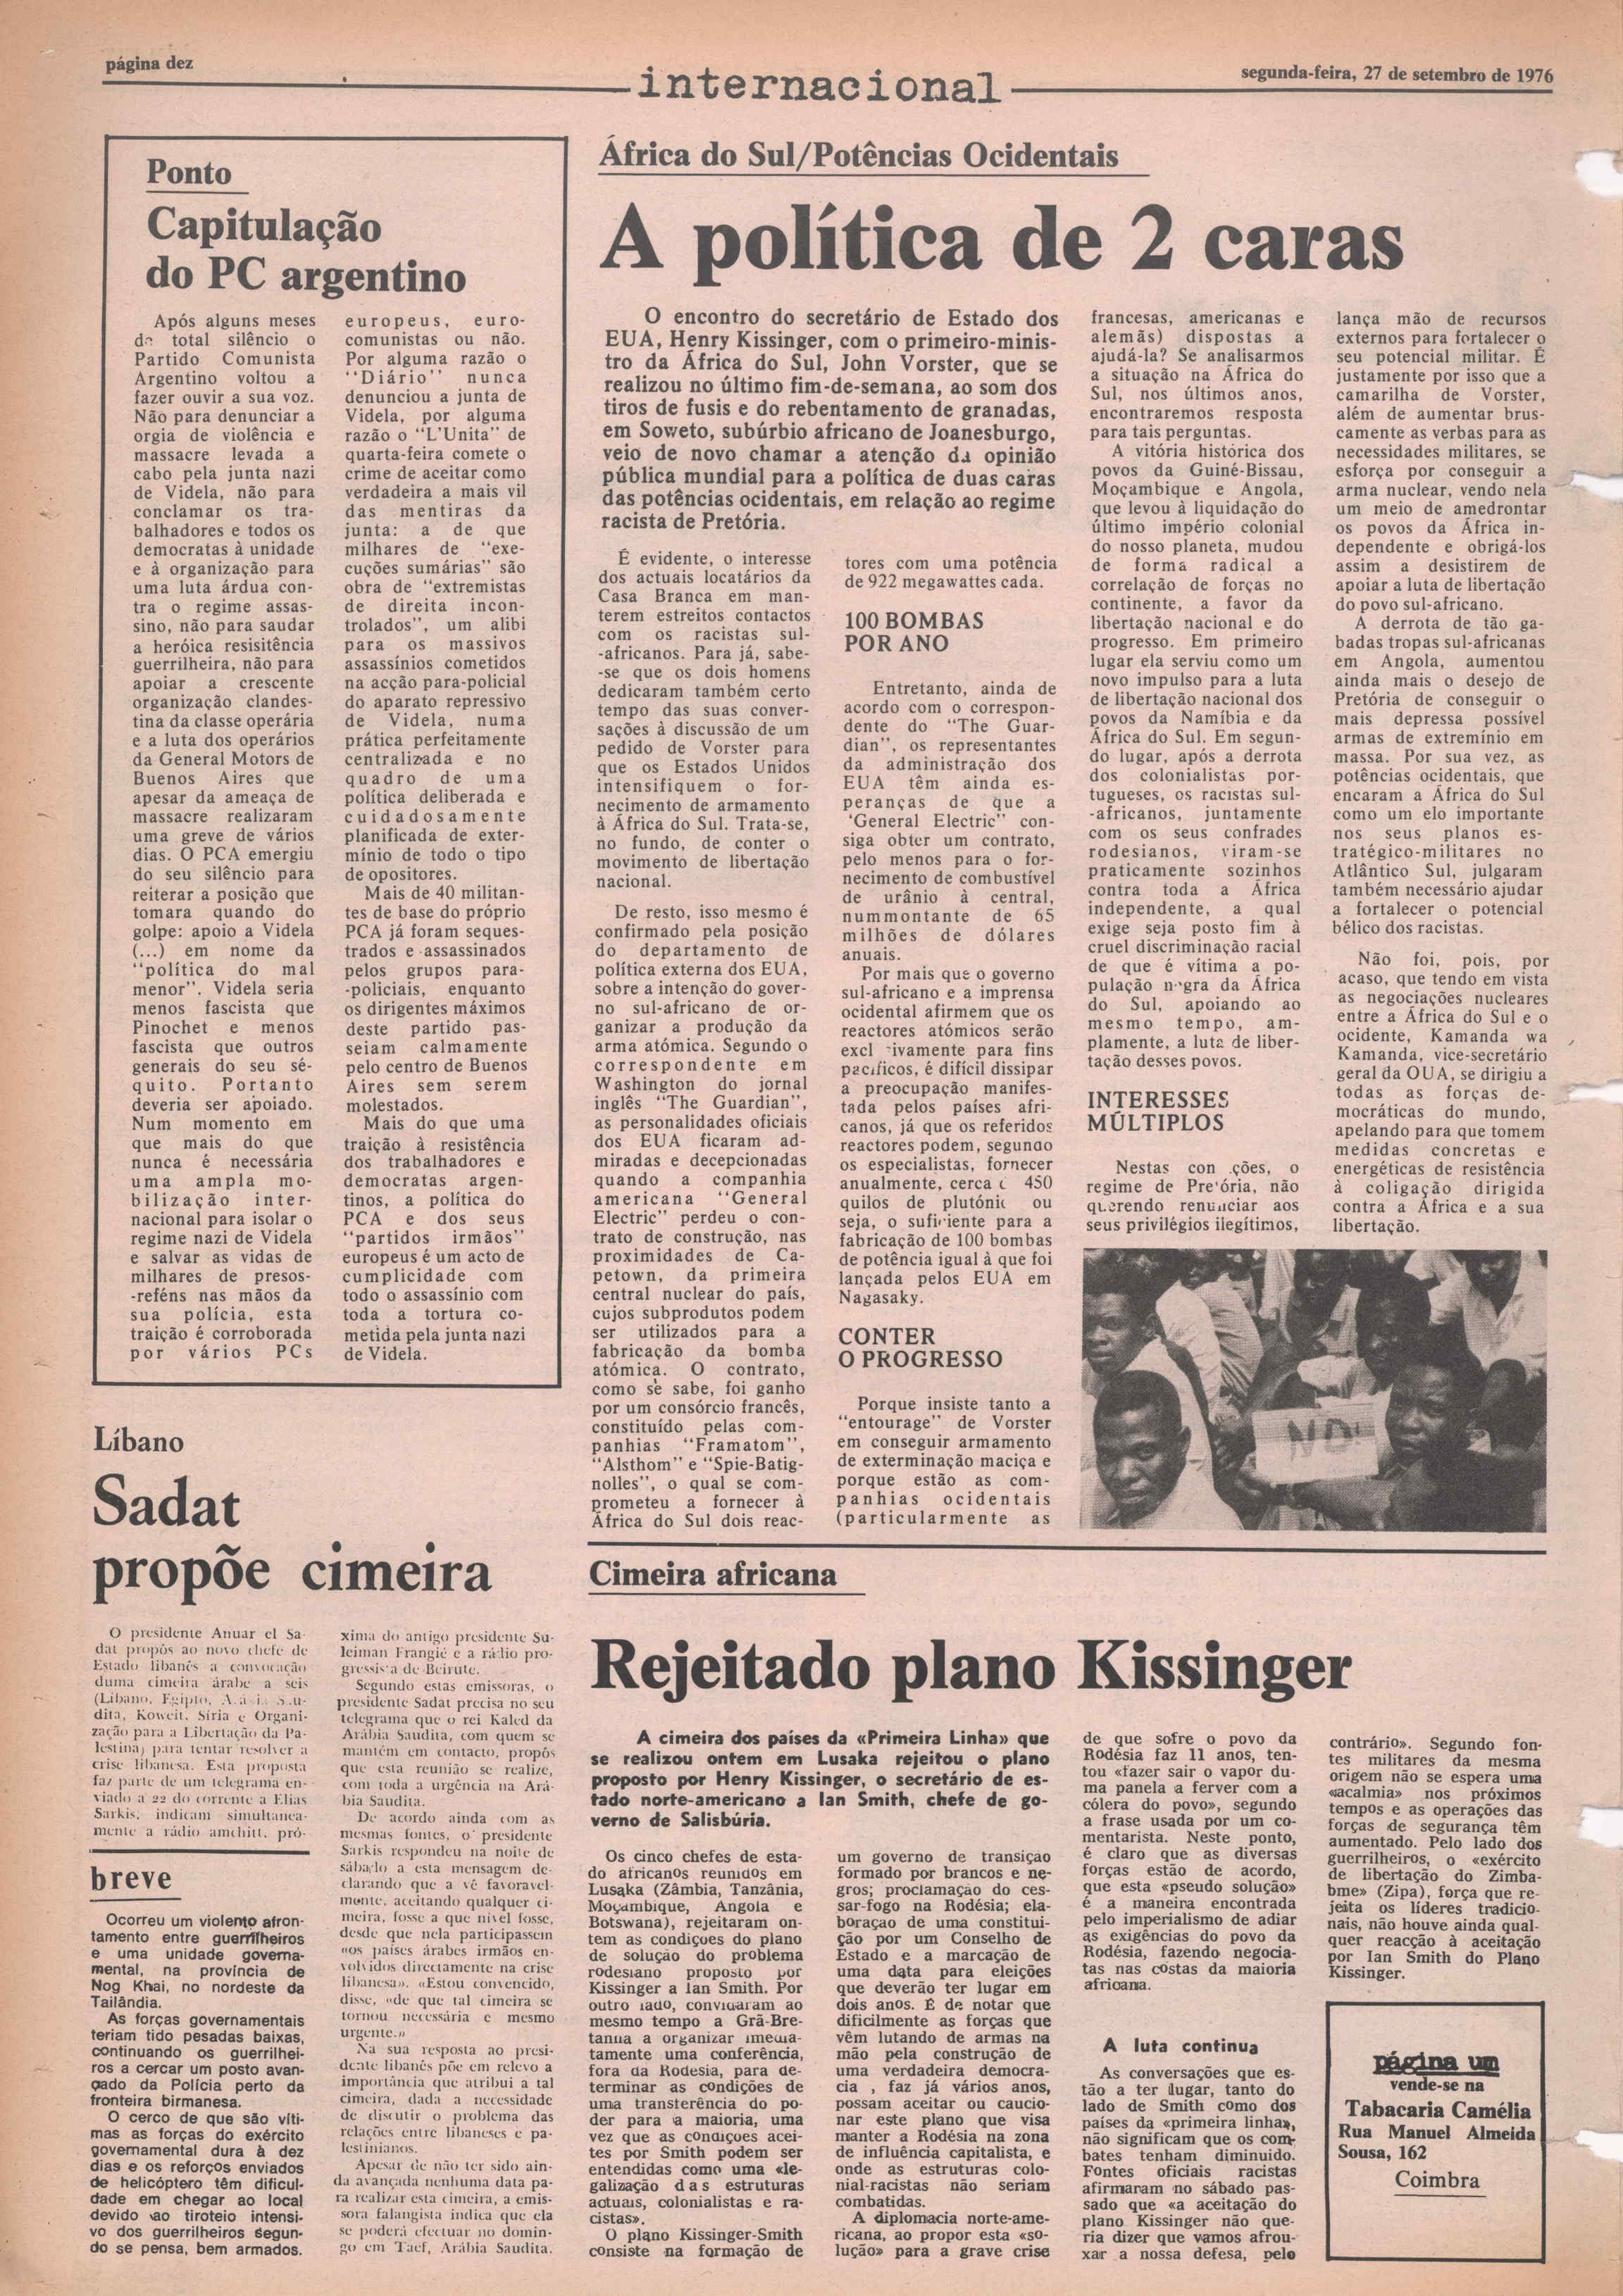 página dez
internacional
segunda-feira, 27 de setembro de 1976
Ponto
Capitulação
do PC argentino
Após alguns meses
de total silêncio o
Partido Comunista
Argentino voltou a
fazer ouvir a sua voz.
Não para denunciar a
orgia de violência e
massacre levada a
cabo pela junta nazi
de Videla, não para
conclamar os tra-
balhadores e todos os
democratas à unidade
e à organização para
uma luta árdua con-
tra o regime assas-
sino, não para saudar
a heróica resisitência
guerrilheira, não para
apoiar a crescente
organização clandes-
tina da classe operária
e a luta dos operários
da General Motors de
Buenos Aires que
apesar da ameaça de
massacre realizaram
uma greve de vários
dias. O PCA emergiu
do seu silêncio para
reiterar a posição que
tomara quando do
golpe: apoio a Videla
(...) em nome da
“política do mal
menor”. Videla seria
menos fascista que
Pinochet e menos
fascista que outros
generais do seu sé-
quito. Portanto
deveria ser apoiado.
Num momento em
que mais do que
nunca é necessária
uma ampla mo-
bilização inter-
nacional para isolar o
regime nazi de Videla
e salvar as vidas de
milhares de presos-
-reféns nas mãos da
sua polícia, esta
traição é corroborada
por vários PCs
europeus, euro-
comunistas ou não.
Por alguma razão o
“Diário” nunca
denunciou a junta de
Videla, por alguma
razão o “L’Unita” de
quarta-feira comete o
crime de aceitar como
verdadeira a mais vil
das mentiras da
junta: a de que
milhares de “exe-
cuções sumárias” são
obra de “extremistas
de direita incon-
trolados”, um alibi
para os massivos
assassínios cometidos
na acção para-policial
do aparato repressivo
de Videla, numa
prática perfeitamente
centralizada e no
quadro de uma
política deliberada e
cuidadosamente
planificada de exter-
mínio de todo o tipo
de opositores.
Mais de 40 militan-
tes de base do próprio
PCA já foram seques-
trados e assassinados
pelos grupos para-
-policiais, enquanto
os dirigentes máximos
deste partido pas-
seiam calmamente
pelo centro de Buenos
Aires sem serem
molestados.
Mais do que uma
traição à resistência
dos trabalhadores e
democratas argen-
tinos, a política do
PCA e dos seus
“partidos irmãos”
europeus é um acto de
cumplicidade com
todo o assassínio com
toda a tortura co-
metida pela junta nazi
de Videla.
África do Sul/Potências Ocidentais
A política de 2 caras
O encontro do secretário de Estado dos
EUA, Henry Kissinger, com o primeiro-minis-
tro da África do Sul, John Vorster, que se
realizou no último fim-de-semana, ao som dos
tiros de fusis e do rebentamento de granadas,
em Soweto, subúrbio africano de Joanesburgo,
veio de novo chamar a atenção da opinião
pública mundial para a política de duas caras
das potências ocidentais, em relação ao regime
racista de Pretória.
É evidente, o interesse
dos actuais locatários da
Casa Branca em man-
terem estreitos contactos
com os racistas sul-
-africanos. Para já, sabe-
-se que os dois homens
dedicaram também certo
tempo das suas conver-
sações à discussão de um
pedido de Vorster para
que os Estados Unidos
intensifiquem o for-
necimento de armamento
à África do Sul. Trata-se,
no fundo, de conter o
movimento de libertação
nacional.
De resto, isso mesmo é
confirmado pela posição
do departamento de
política externa dos EUA,
sobre a intenção do gover-
no sul-africano de or-
ganizar a produção da
arma atómica. Segundo o
correspondente em
Washington do jornal
inglês “The Guardian”,
as personalidades oficiais
dos EUA ficaram ad-
miradas e decepcionadas
quando a companhia
americana “General
Electric” perdeu o con-
trato de construção, nas
proximidades de Ca-
petown, da primeira
central nuclear do país,
cujos subprodutos podem
ser utilizados para a
fabricação da bomba
atómica. O contrato,
como se sabe, foi ganho
por um consórcio francês,
constituído pelas com-
panhias “Framatom”,
“Alsthom” e “Spie-Batig-
nolles”, o qual se com-
prometeu a fornecer à
África do Sul dois reac-
tores com uma potência
de 922 megawattes cada.
100 BOMBAS
POR ANO
Entretanto, ainda de
acordo com o correspon-
dente do “The Guar-
dian”, os representantes
da administração dos
EUA têm ainda es-
peranças de que a
‘General Electric” con-
siga obter um contrato,
pelo menos para o for-
necimento de combustível
de urânio à central,
nummontante de 65
milhões de dólares
anuais.
Por mais que o governo
sul-africano e a imprensa
ocidental afirmem que os
reactores atómicos serão
para fins
pacíficos, é difícil dissipar
a preocupação manifes-
tada pelos países afri-
canos, já que os referidos
reactores podem, segundo
os especialistas, fornecer
anualmente, cerca 450
quilos de plutónio ou
seja, o suficiente para a
fabricação de 100 bombas
de potência igual à que foi
lançada pelos EUA em
Nagasaky.
CONTER
O PROGRESSO
Porque insiste tanto a
“entourage” de Vorster
em conseguir armamento
de exterminação maciça e
porque estão as com-
panhias ocidentais
(particularmente as
francesas, americanas e
alemãs) dispostas a
ajudá-la? Se analisarmos
a situação na África do
Sul, nos últimos anos,
encontraremos resposta
para tais perguntas.
A vitória histórica dos
povos da Guiné-Bissau,
Moçambique e Angola,
que levou à liquidação do
último império colonial
do nosso planeta, mudou
de forma radical a
correlação de forças no
continente, a favor da
libertação nacional e do
progresso. Em primeiro
lugar ela serviu como um
novo impulso para a luta
de libertação nacional dos
povos da Namíbia e da
África do Sul. Em segun-
do lugar, após a derrota
dos colonialistas por-
tugueses, os racistas sul-
-africanos, juntamente
com os seus confrades
rodesianos, viram-se
praticamente sozinhos
contra toda a África
independente, a qual
exige seja posto fim à
cruel discriminação racial
de que é vítima a po-
pulação negra da África
do Sul, apoiando ao
mesmo tempo, am-
plamente, a luta de liber-
tação desses povos.
INTERESSES
MÚLTIPLOS
Nestas o
regime de Pretória, não
querendo renunciar aos
seus privilégios ilegítimos,
lança mão de recursos
externos para fortalecer o
seu potencial militar. É
justamente por isso que a
camarilha de Vorster,
além de aumentar brus-
camente as verbas para as
necessidades militares, se
esforça por conseguir a
arma nuclear, vendo nela
um meio de amedrontar
os povos da África in-
dependente e obrigá-los
assim a desistirem de
apoiar a luta de libertação
do povo sul-africano.
A derrota de tão ga-
badas tropas sul-africanas
em Angola, aumentou
ainda mais o desejo de
Pretória de conseguir o
mais depressa possível
armas de extremínio em
massa. Por sua vez, as
potências ocidentais, que
encaram a África do Sul
como um elo importante
nos seus planos es-
tratégico-militares no
Atlântico Sul, julgaram
também necessário ajudar
a fortalecer o potencial
bélico dos racistas.
Não foi, pois, por
acaso, que tendo em vista
as negociações nucleares
entre a África do Sul e o
ocidente, Kamanda wa
Kamanda, vice-secretário
geral da OUA, se dirigiu a
todas as forças de-
mocráticas do mundo,
apelando para que tomem
medidas concretas e
energéticas de resistência
à coligação dirigida
contra a África e a sua
libertação.
NO!
Líbano
Sadat
propõe cimeira
O presidente Anuar el Sa-
dat propôs ao novo chefe de
Estado libanês a convocação
duma cimeira árabe a seis
(Líbano, Egipto, Arábia Sau-
dita, Koweit, Síria e Organi-
zação para a Libertação da Pa-
lestina) para tentar resolver a
crise libanesa. Esta proposta
faz parte de um telegrama en-
viado a 22 do corrente a Elias
Sarkis, indicam simultanea-
mente a rádio amchitt, pró-
xima do antigo presidente Su-
leiman Frangié e a rádio pro-
gressista de Beirute.
Segundo estas emissoras, o
presidente Sadat precisa no seu
telegrama que o rei Kaled da
Arábia Saudita, com quem se
mantém em contacto, propôs
que esta reunião se realize,
com toda a urgência na Ará-
bia Saudita.
De acordo ainda com as
mesmas fontes, o presidente
Sarkis respondeu na noite de
sábado a esta mensagem de-
clarando que a vê favoravel-
mente, aceitando qualquer ci-
meira, fosse a que nível fosse,
desde que nela participassem
«os países árabes irmãos en-
volvidos directamente na crise
libanesa». «Estou convencido,
disse, «de que tal cimeira se
tornou necessária e mesmo
urgente.»
Na sua resposta ao presi-
dente libanês põe em relevo a
importância que atribui a tal
cimeira, dada a necessidade
de discutir o problema das
relações entre libaneses e pa-
lestinianos.
Apesar de não ter sido ain-
da avançada nenhuma data pa-
ra realizar esta cimeira, a emis-
sora falangista indica que ela
se poderá efectuar no domin-
go em Taef, Arábia Saudita.
breve
Ocorreu um violento afron-
tamento entre guerrilheiros
e uma unidade governa-
mental, na província de
Nog Khai, no nordeste da
Tailândia.
As forças governamentais
teriam tido pesadas baixas,
continuando os guerrilhei-
ros a cercar um posto avan-
çado da Polícia perto da
fronteira birmanesa.
O cerco de que são víti-
mas as forças do exército
governamental dura à dez
dias e os reforços enviados
de helicóptero têm dificul-
dade em chegar ao local
devido ao tiroteio intensi-
vo dos guerrilheiros segun-
do se pensa, bem armados.
Cimeira africana
Rejeitado plano Kissinger
A cimeira dos países da «Primeira Linha» que
se realizou ontem em Lusaka rejeitou o plano
proposto por Henry Kissinger, o secretário de es-
tado norte-americano a Ian Smith, chefe de go-
verno de Salisbúria.
Os cinco chefes de esta-
do africanos reunidos em
Lusaka (Zâmbia, Tanzânia,
Moçambique, Angola e
Botswana), rejeitaram on-
tem as condições do plano
de solução do problema
rodesiano proposto por
Kissinger a Ian Smith. Por
outro lado, convidaram ao
mesmo tempo a Grã-Bre-
tanha a organizar imedia-
tamente uma conferência,
fora da Rodésia, para de-
terminar as condições de
uma transterência do po-
der para a maioria, uma
vez que as condições acei-
tes por Smith podem ser
entendidas como uma «le-
galização das estruturas
actuais, colonialistas e ra-
cistas».
O plano Kissinger-Smith
consiste na formação de
um governo de transição
formado por brancos e ne-
gros; proclamação do ces-
sar-fogo na Rodésia; ela-
boração de uma constitui-
ção por um Conselho de
Estado e a marcação de
uma data para eleições
que deverão ter lugar em
dois anos. É de notar que
dificilmente as forças que
vêm lutando de armas na
mão pela construção de
uma verdadeira democra-
cia , faz já vários anos,
possam aceitar ou caucio-
nar este plano que visa
manter a Rodésia na zona
de influência capitalista, e
onde as estruturas colo-
nial-racistas não seriam
combatidas.
A diplomacia norte-ame-
ricana, ao propor esta «so-
lução» para a grave crise
de que sofre o povo da
Rodésia faz 11 anos, ten-
tou «fazer sair o vapor du-
ma panela a ferver com a
cólera do povo», segundo
a frase usada por um co-
mentarista. Neste ponto,
é claro que as diversas
forças estão de acordo,
que esta «pseudo solução»
é a maneira encontrada
pelo imperialismo de adiar
as exigências do povo da
Rodésia, fazendo negocia-
tas nas costas da maioria
africana.
A luta continua
As conversações que es-
tão a ter lugar, tanto do
lado de Smith como dos
países da «primeira linha»,
não significam que os com-
bates tenham diminuído.
Fontes oficiais racistas
afirmaram no sábado pas-
sado que «a aceitação do
plano Kissinger não que-
ria dizer que vamos afrou-
xar a nossa defesa, pelo
contrário». Segundo fon-
tes militares da mesma
origem não se espera uma
«acalmia» nos próximos
tempos e as operações das
forças de segurança têm
aumentado. Pelo lado dos
guerrilheiros, o «exército
de libertação do Zimba-
bme» (Zipa), força que re-
jeita os líderes tradicio-
nais, não houve ainda qual-
quer reacção à aceitação
por Ian Smith do Plano
Kissinger.
página um
vende-se na
Tabacaria Camélia
Rua Manuel Almeida
Sousa, 162
Coimbra